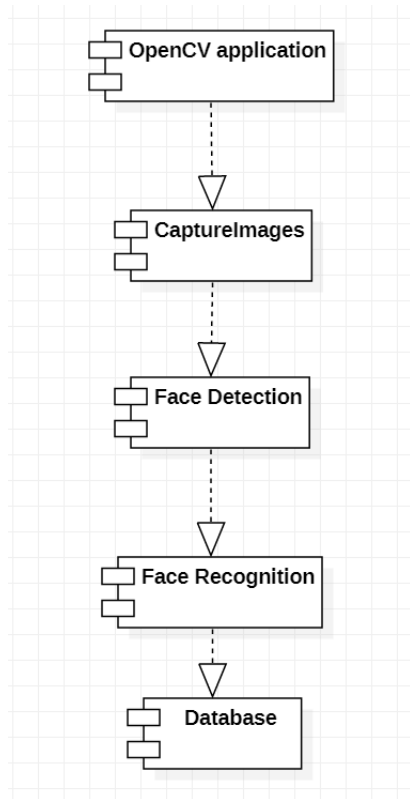 OpenCV application
CaptureImages
Face Detection
Face Recognition
Database